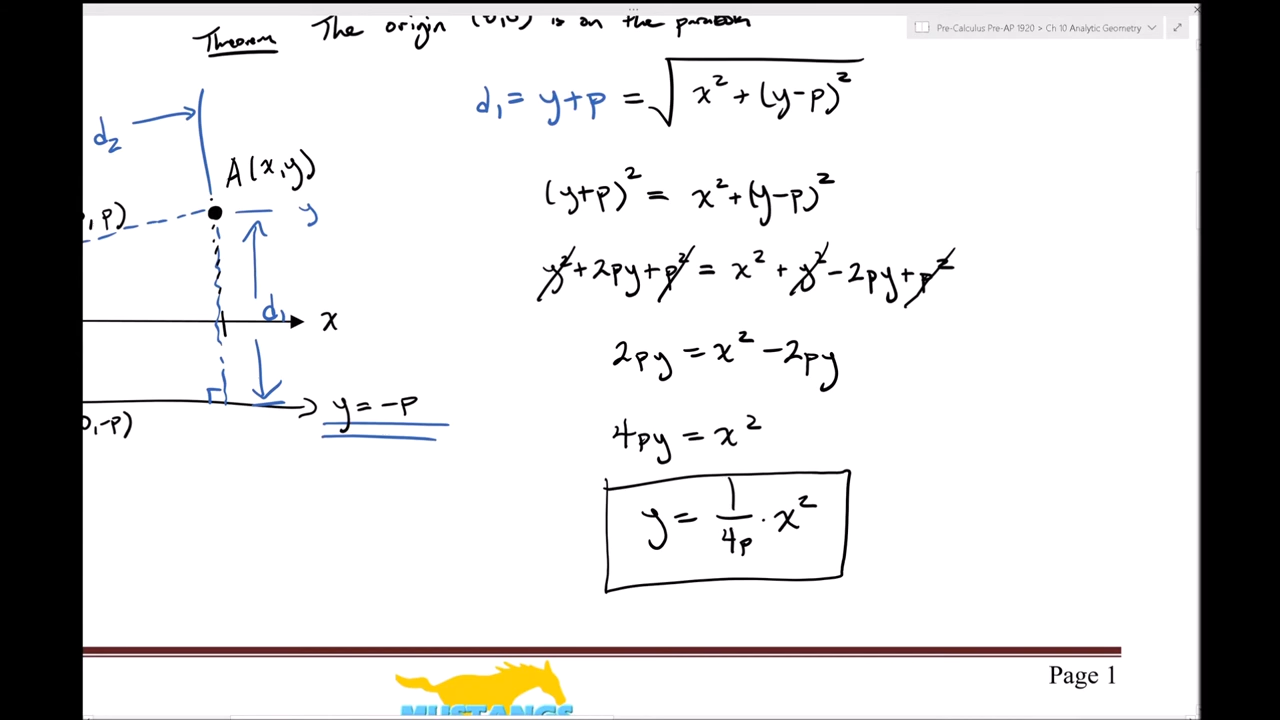 Theorem The origin (0,0) is on the parabola
Pre-Calculus Pre-AP 1920 > Ch 10 Analytic Geometry
d₁ = y+p = √(x² + (y-p)²)
d₂
A(x,y)
(y+p)² = x² + (y-p)²
, p)
y
y² + 2py + p² = x² + y² - 2py + p²
d₁
x
2py = x² - 2py
y = -p
0,-p)
4py = x²
y = 1/4p · x²
Page 1
MUSTANGS